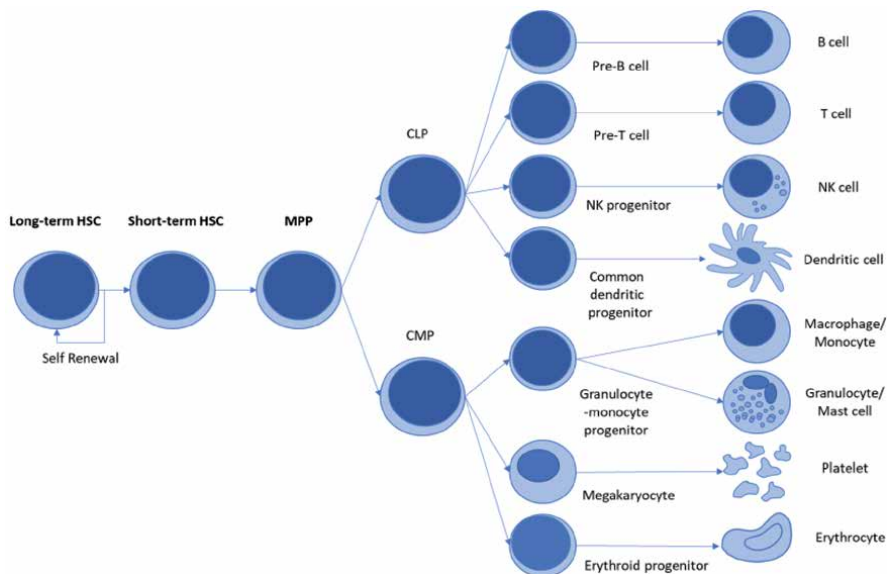 B cell
Pre-B cell
CLP
T cell
Pre-T cell
NK cell
NK progenitor
Long-term HSC
Short-term HSC
MPP
Dendritic cell
Common
dendritic
progenitor
Self Renewal
CMP
Macrophage/
Monocyte
Granulocyte
-monocyte
progenitor
Granulocyte/
Mast cell
Platelet
Megakaryocyte
Erythrocyte
Erythroid progenitor